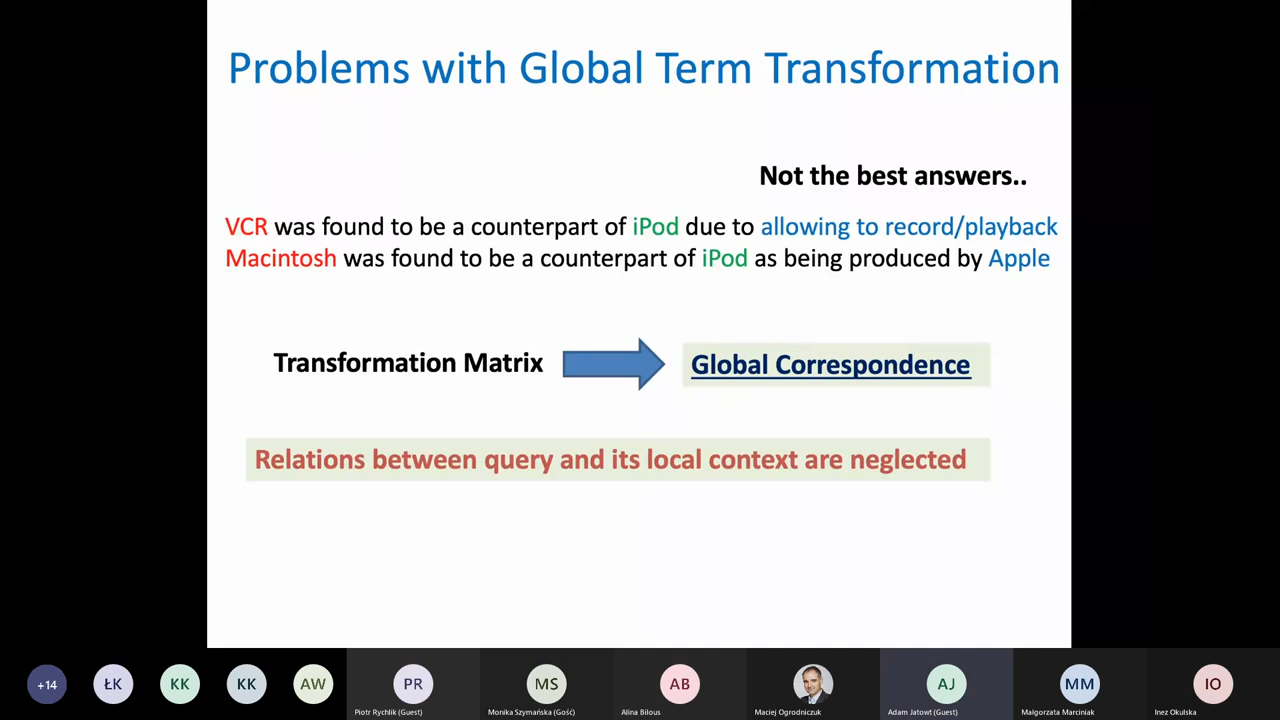 Problems with Global Term Transformation
Not the best answers..
VCR was found to be a counterpart of iPod due to allowing to record/playback
Macintosh was found to be a counterpart of iPod as being produced by Apple
Transformation Matrix
Global Correspondence
Relations between query and its local context are neglected
+14
ŁK
KK
KK
AW
PR
MS
AB
AJ
MM
IO
Piotr Rychlik (Guest)
Monika Szymańska (Gość)
Alina Bilous
Maciej Ogrodniczuk
Adam Jatowt (Guest)
Małgorzata Marciniak
Inez Okulska